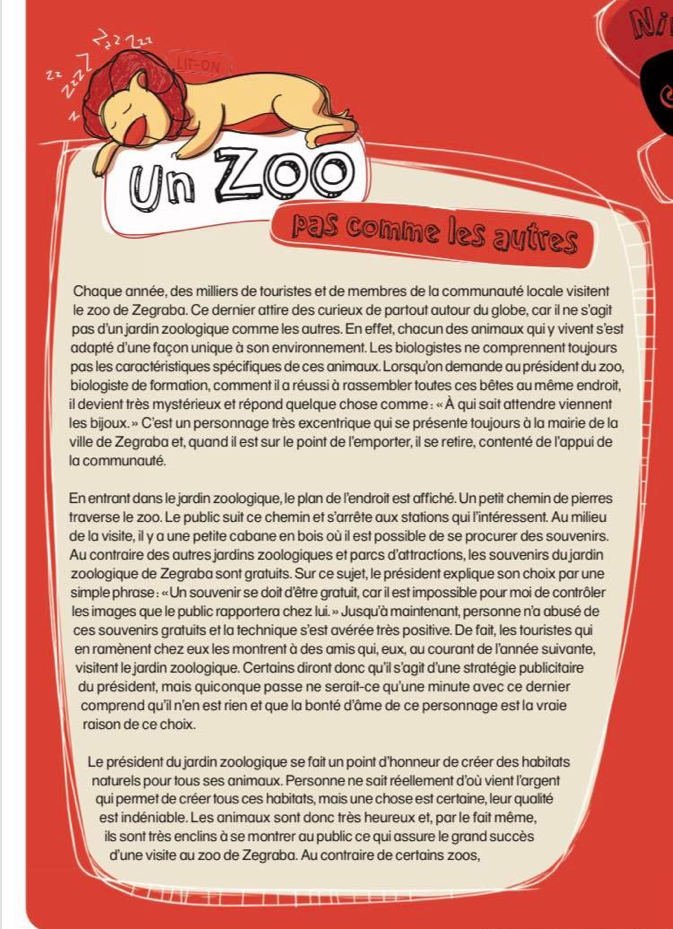 Ni
LIT-ON
Un ZOO
pas comme les autres
Chaque année, des milliers de touristes et de membres de la communauté locale visitent
le zoo de Zegraba. Ce dernier attire des curieux de partout autour du globe, car il ne s'agit
pas d'un jardin zoologique comme les autres. En effet, chacun des animaux qui y vivent s'est
adapté d'une façon unique à son environnement. Les biologistes ne comprennent toujours
pas les caractéristiques spécifiques de ces animaux. Lorsqu'on demande au président du zoo,
biologiste de formation, comment il a réussi à rassembler toutes ces bêtes au même endroit,
il devient très mystérieux et répond quelque chose comme : « À qui sait attendre viennent
les bijoux. » C'est un personnage très excentrique qui se présente toujours à la mairie de la
ville de Zegraba et, quand il est sur le point de l'emporter, il se retire, contenté de l'appui de
la communauté.
En entrant dans le jardin zoologique, le plan de l'endroit est affiché. Un petit chemin de pierres
traverse le zoo. Le public suit ce chemin et s'arrête aux stations qui l'intéressent. Au milieu
de la visite, il y a une petite cabane en bois où il est possible de se procurer des souvenirs.
Au contraire des autres jardins zoologiques et parcs d'attractions, les souvenirs du jardin
zoologique de Zegraba sont gratuits. Sur ce sujet, le président explique son choix par une
simple phrase : « Un souvenir se doit d'être gratuit, car il est impossible pour moi de contrôler
les images que le public rapportera chez lui. » Jusqu'à maintenant, personne n'a abusé de
ces souvenirs gratuits et la technique s'est avérée très positive. De fait, les touristes qui
en ramènent chez eux les montrent à des amis qui, eux, au courant de l'année suivante,
visitent le jardin zoologique. Certains diront donc qu'il s'agit d'une stratégie publicitaire
du président, mais quiconque passe ne serait-ce qu'une minute avec ce dernier
comprend qu'il n'en est rien et que la bonté d'âme de ce personnage est la vraie
raison de ce choix.
Le président du jardin zoologique se fait un point d'honneur de créer des habitats
naturels pour tous ses animaux. Personne ne sait réellement d'où vient l'argent
qui permet de créer tous ces habitats, mais une chose est certaine, leur qualité
est indéniable. Les animaux sont donc très heureux et, par le fait même,
ils sont très enclins à se montrer au public ce qui assure le grand succès
d'une visite au zoo de Zegraba. Au contraire de certains zoos,